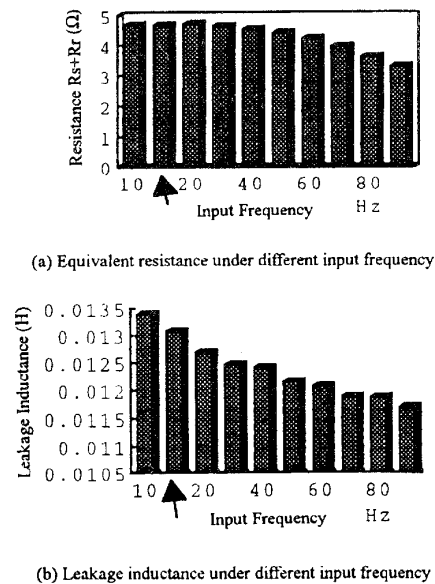 Resistance Rs+Rr (Ω)
5
4
3
2
1
0
10 20 40 60 80
Input Frequency Hz
(a) Equivalent resistance under different input frequency
Leakage Inductance (H)
0.0135
0.013
0.0125
0.012
0.0115
0.011
0.0105
10 20 40 60 80
Input Frequency Hz
(b) Leakage inductance under different input frequency